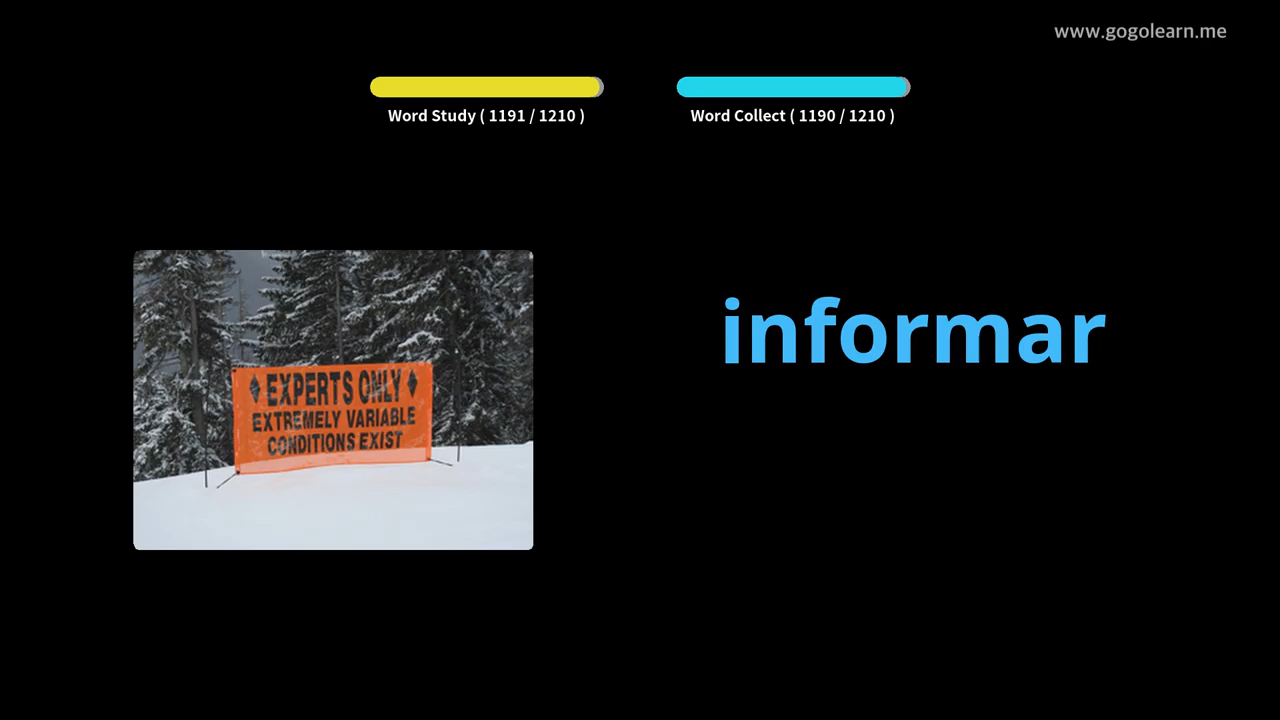 www.gogolearn.me
Word Study ( 1191 / 1210 )
Word Collect ( 1190 / 1210 )
informar
EXPERTS ONLY
EXTREMELY VARIABLE
CONDITIONS EXIST